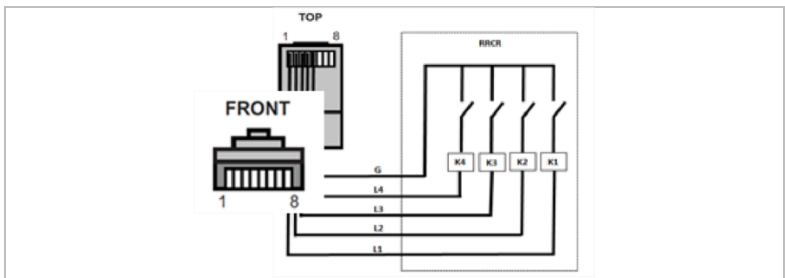 TOP
1 8
RRCR
FRONT
K4 K3 K2 K1
G
L4
1 8
L3
L2
L1